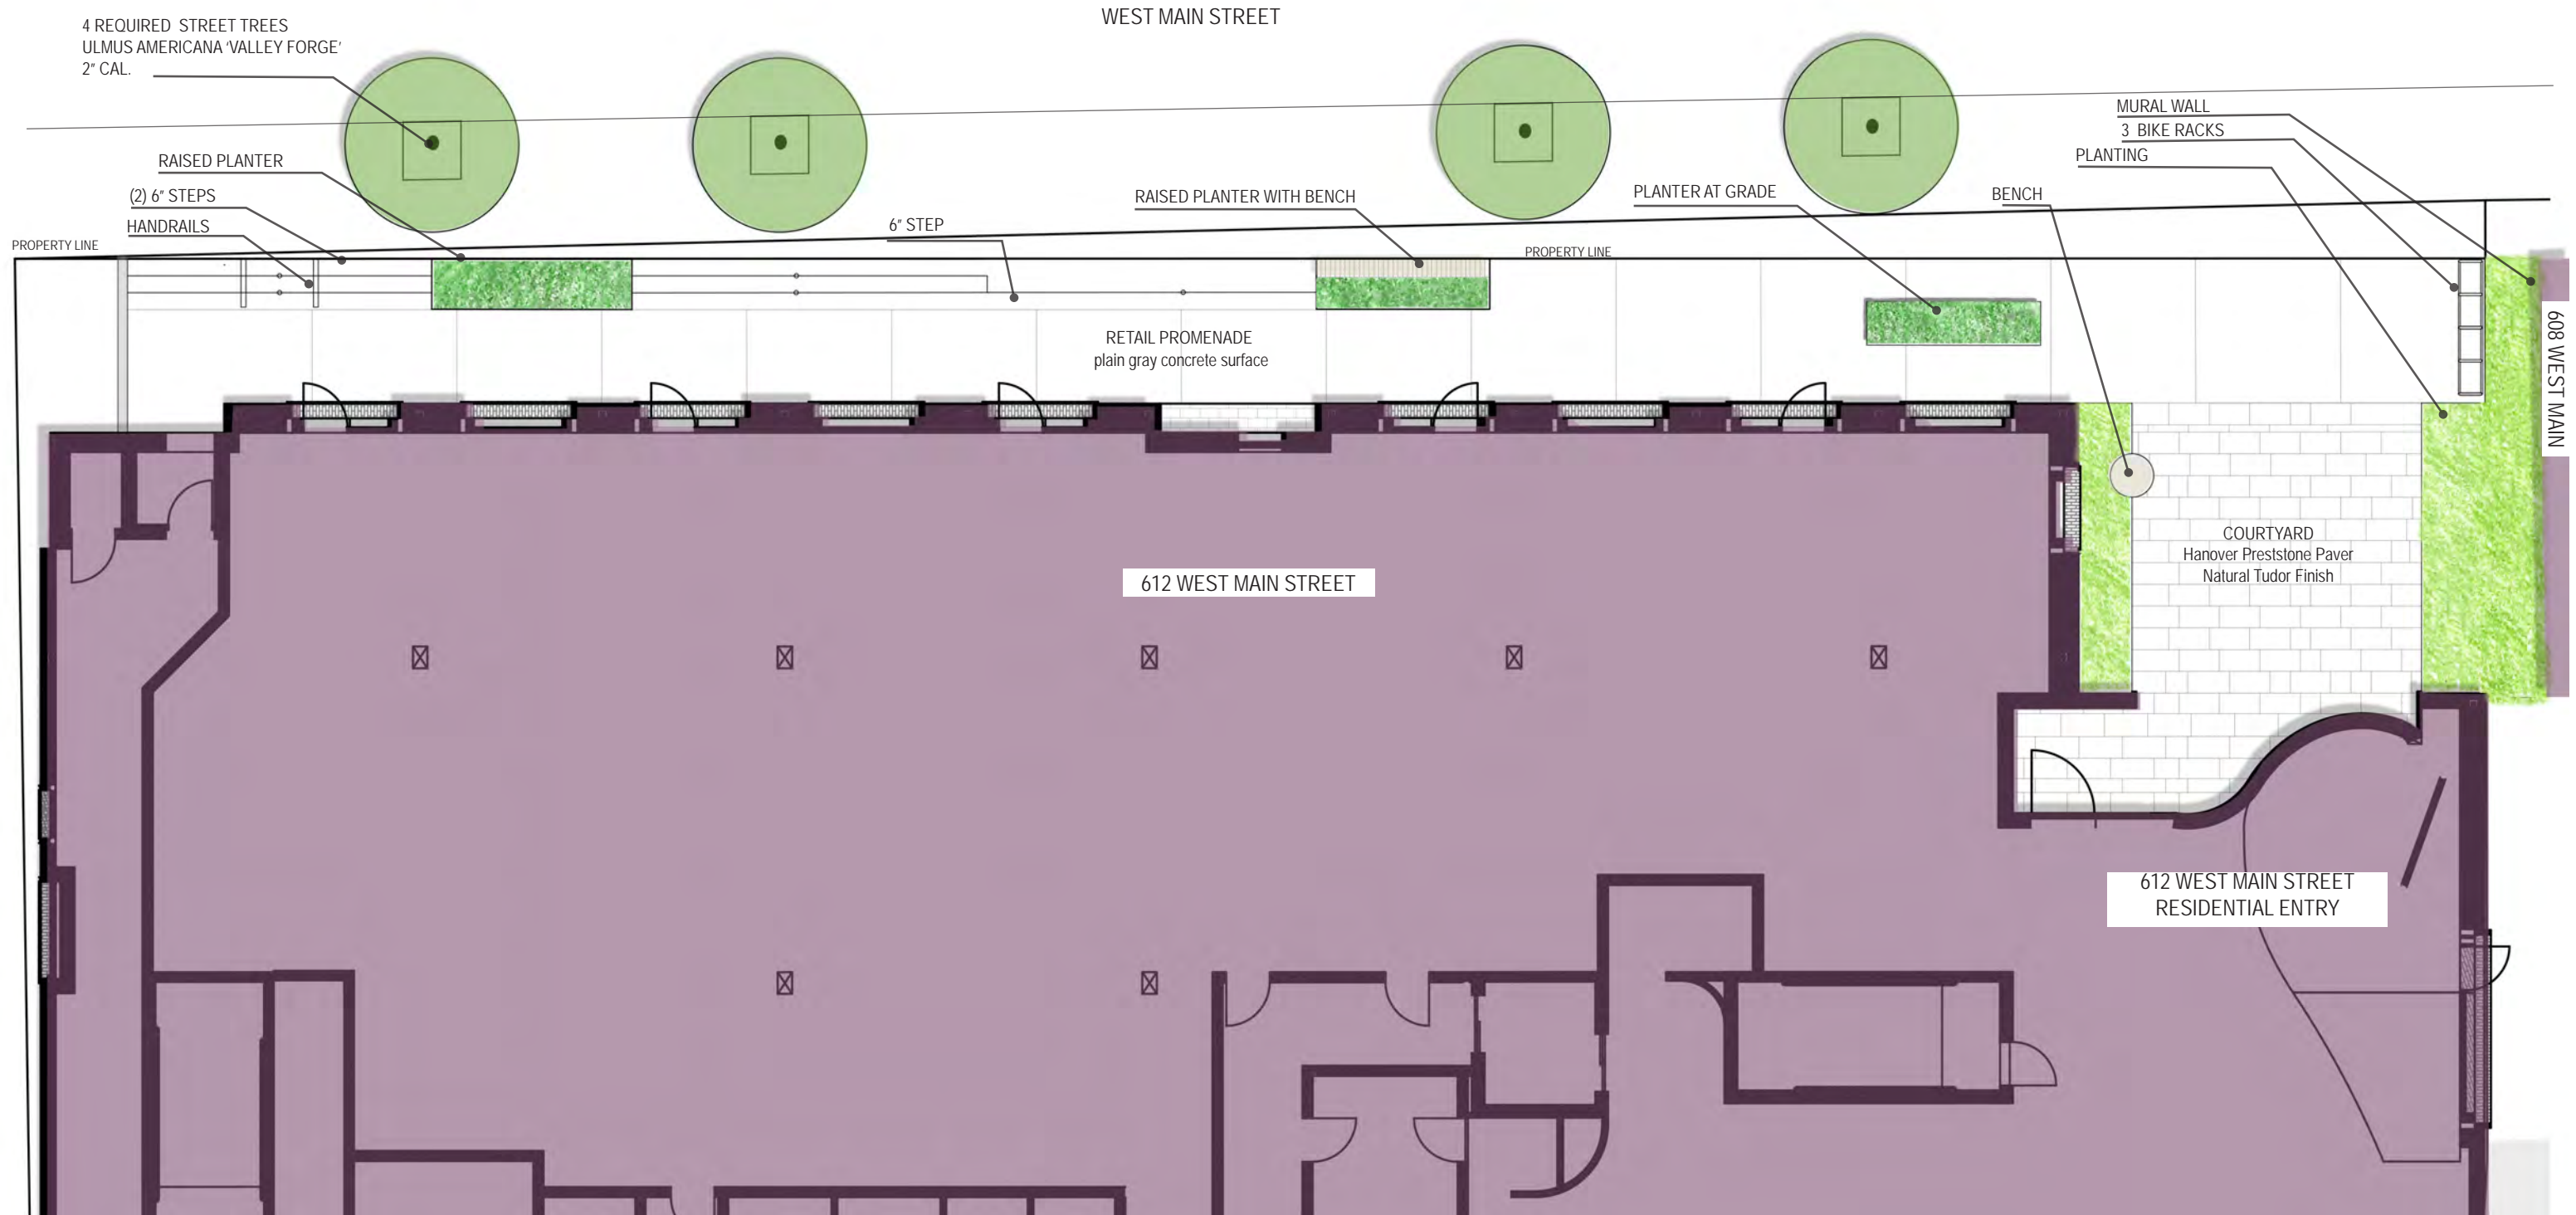 WEST MAIN STREET
4 REQUIRED STREET TREES
ULMUS AMERICANA ‘VALLEY FORGE’
2” CAL.
RAISED PLANTER
(2) 6” STEPS
HANDRAILS
PROPERTY LINE
6” STEP
RAISED PLANTER WITH BENCH
PROPERTY LINE
PLANTER AT GRADE
BENCH
MURAL WALL
3 BIKE RACKS
PLANTING
608 WEST MAIN
RETAIL PROMENADE
plain gray concrete surface
COURTYARD
Hanover Preststone Paver
Natural Tudor Finish
612 WEST MAIN STREET
612 WEST MAIN STREET
RESIDENTIAL ENTRY